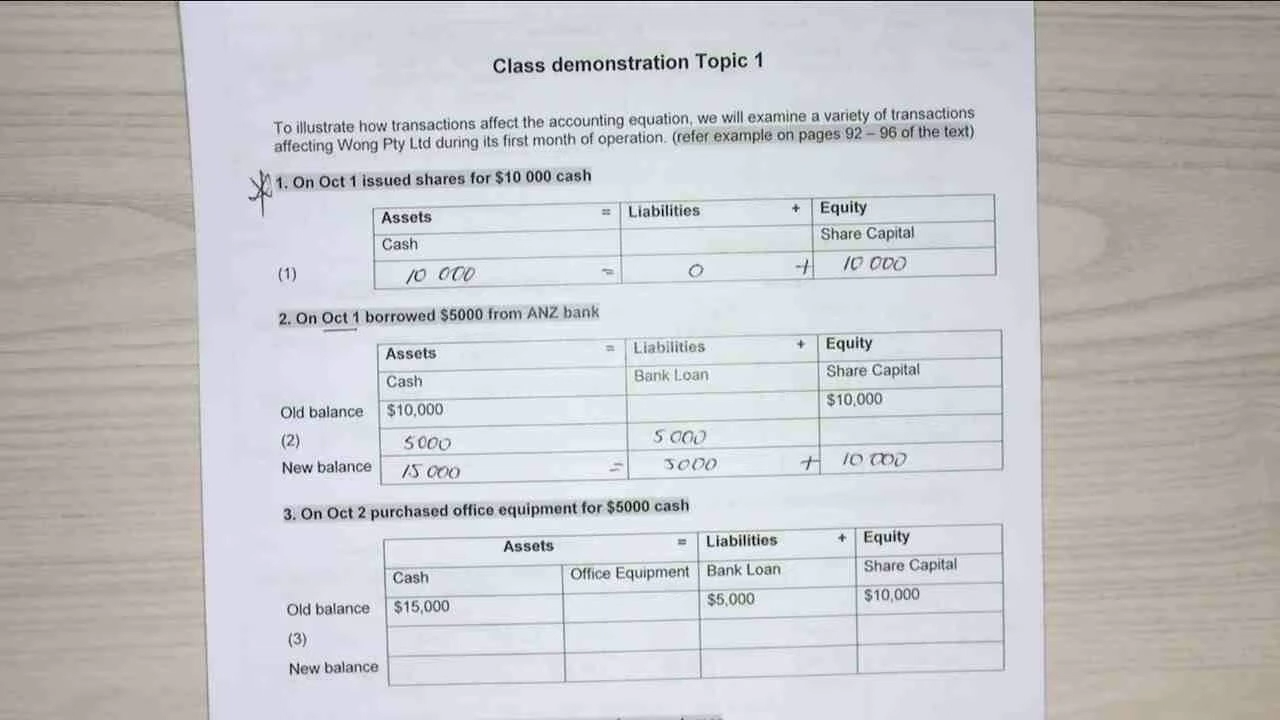 Class demonstration Topic 1
To illustrate how transactions affect the accounting equation, we will examine a variety of transactions
affecting Wong Pty Ltd during its first month of operation. (refer example on pages 92 – 96 of the text)
1. On Oct 1 issued shares for $10 000 cash
Assets = Liabilities + Equity
Cash Share Capital
(1) 10 000 = 0 + 10 000
2. On Oct 1 borrowed $5000 from ANZ bank
Assets = Liabilities + Equity
Cash Bank Loan Share Capital
Old balance $10,000 $10,000
(2) 5000 5000
New balance 15 000 = 5000 + 10 000
3. On Oct 2 purchased office equipment for $5000 cash
Assets = Liabilities + Equity
Cash Office Equipment Bank Loan Share Capital
Old balance $15,000 $5,000 $10,000
(3)
New balance